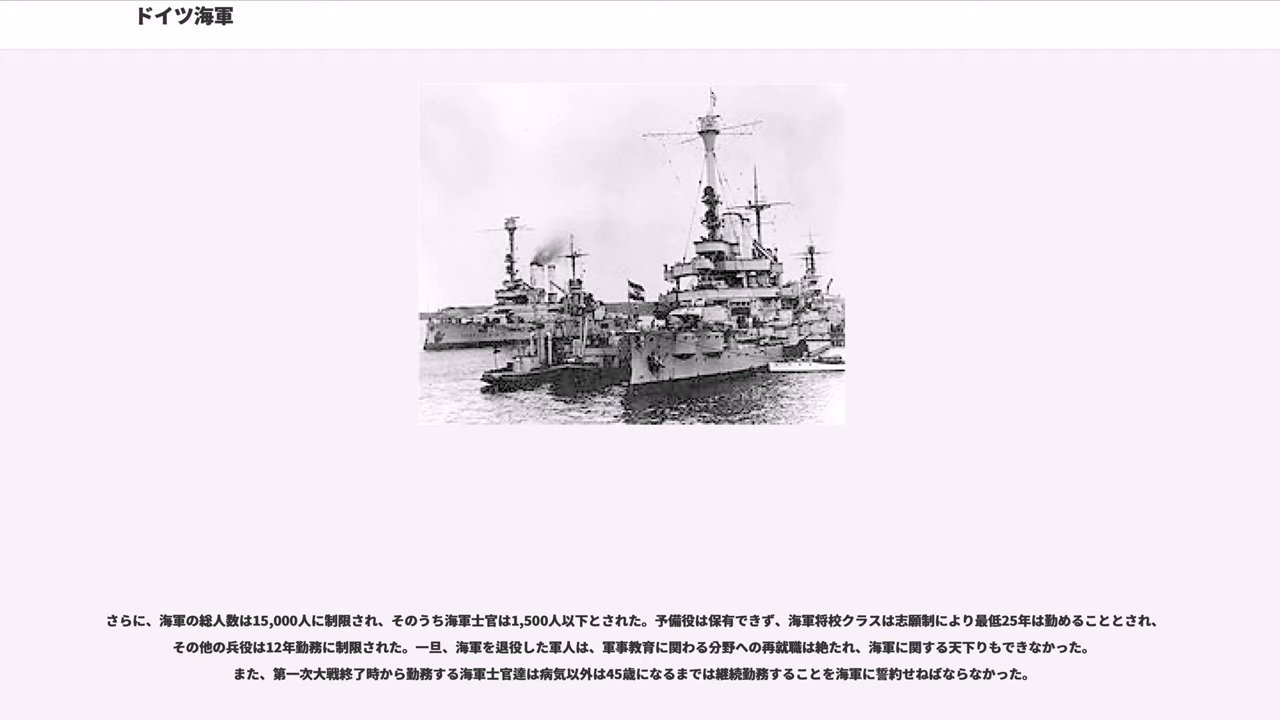 ドイツ海軍
さらに、海軍の総人数は15,000人に制限され、そのうち海軍士官は1,500人以下とされた。予備役は保有できず、海軍将校クラスは志願制により最低25年は勤めることとされ、
その他の兵役は12年勤務に制限された。一旦、海軍を退役した軍人は、軍事教育に関わる分野への再就職は絶たれ、海軍に関する天下りもできなかった。
また、第一次大戦終了時から勤務する海軍士官達は病気以外は45歳になるまでは継続勤務することを海軍に誓約せねばならなかった。